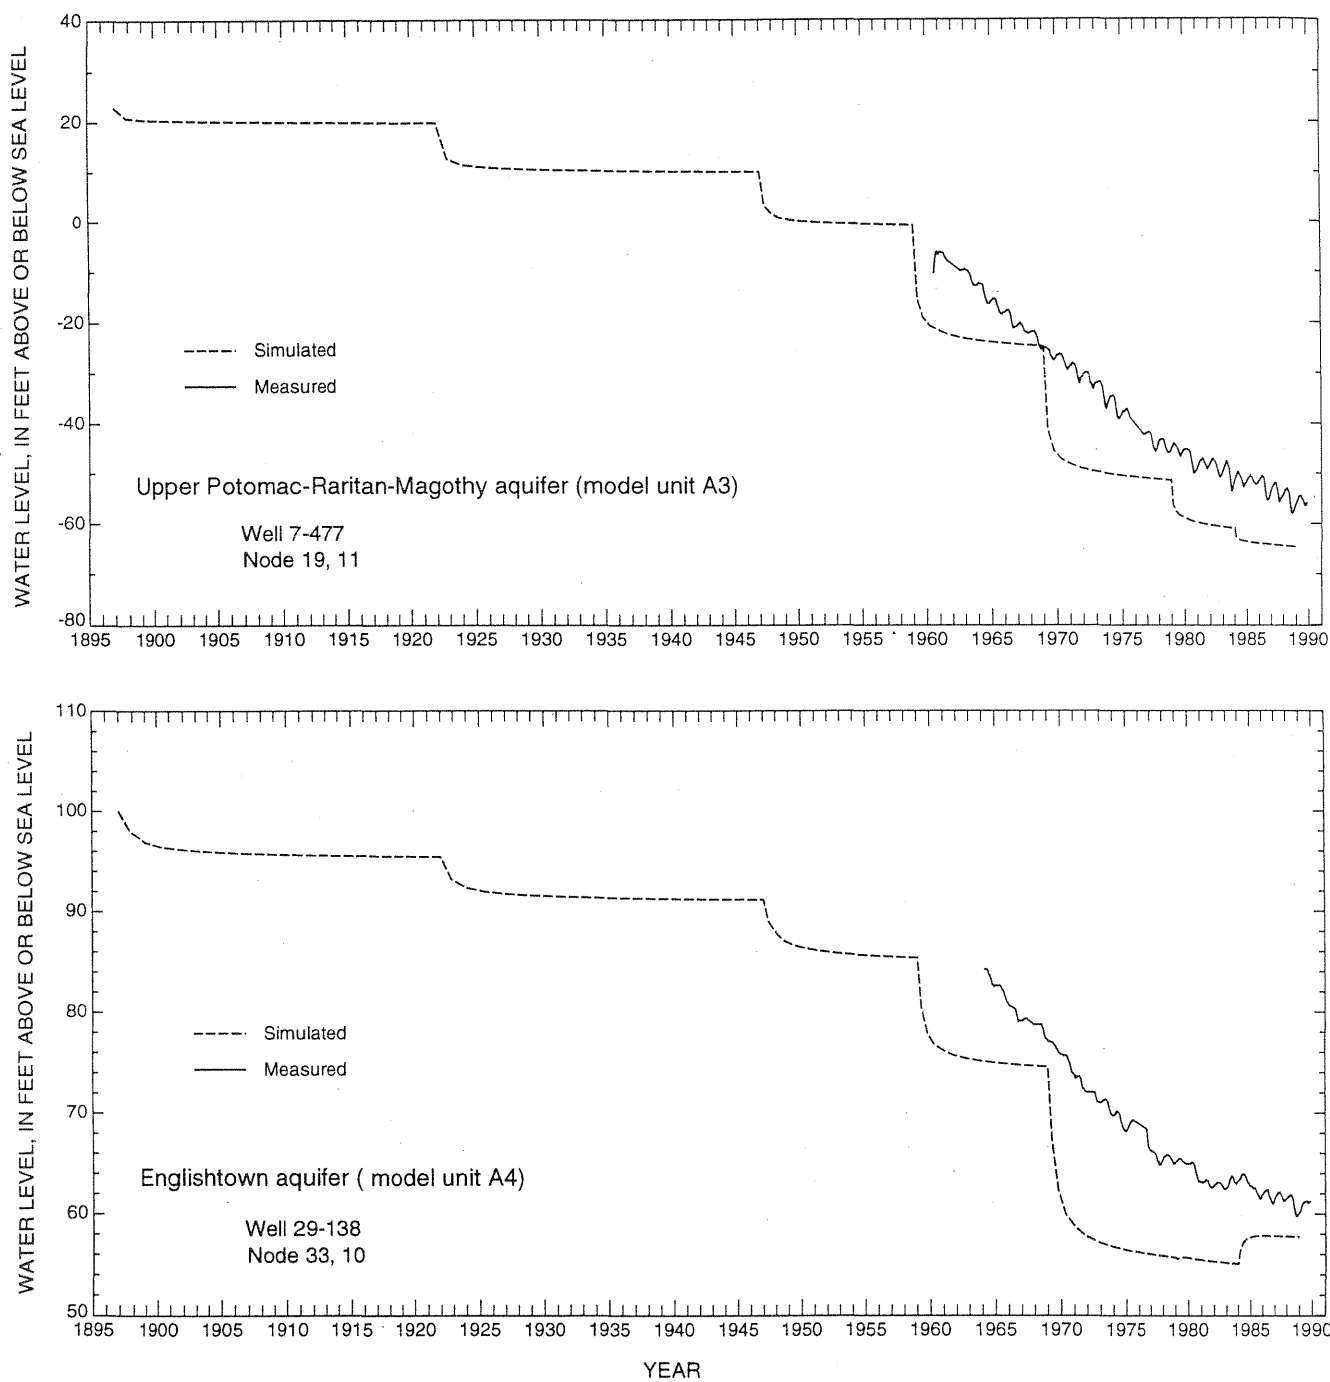 WATER LEVEL, IN FEET ABOVE OR BELOW SEA LEVEL
40
20
0
-20
-40
-60
-80
Simulated
Measured
Upper Potomac-Raritan-Magothy aquifer (model unit A3)
Well 7-477
Node 19, 11
1895 1900 1905 1910 1915 1920 1925 1930 1935 1940 1945 1950 1955 1960 1965 1970 1975 1980 1985 1990
WATER LEVEL, IN FEET ABOVE OR BELOW SEA LEVEL
110
100
90
80
70
60
50
Simulated
Measured
Englishtown aquifer ( model unit A4)
Well 29-138
Node 33, 10
1895 1900 1905 1910 1915 1920 1925 1930 1935 1940 1945 1950 1955 1960 1965 1970 1975 1980 1985 1990
YEAR